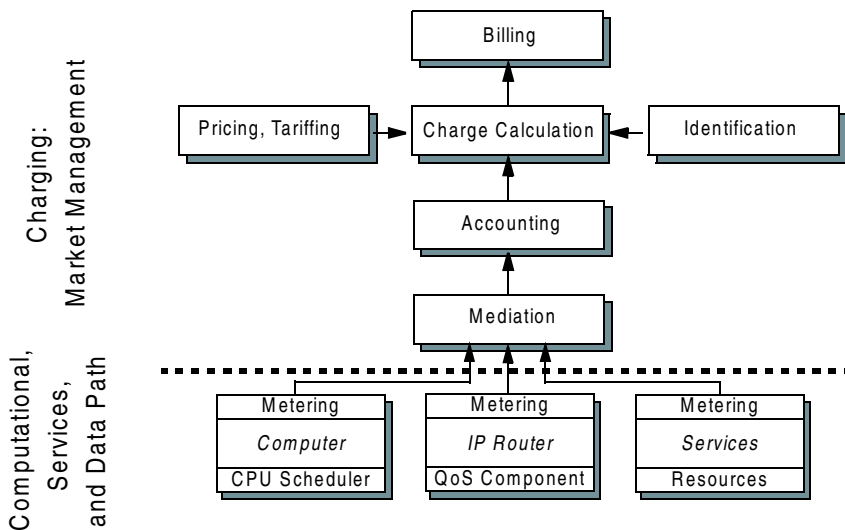 Billing
Pricing, Tariffing
Charge Calculation
Identification
Accounting
Mediation
Charging:
Market Management
Metering
Computer
CPU Scheduler
Metering
IP Router
QoS Component
Metering
Services
Resources
Computational,
Services,
and Data Path